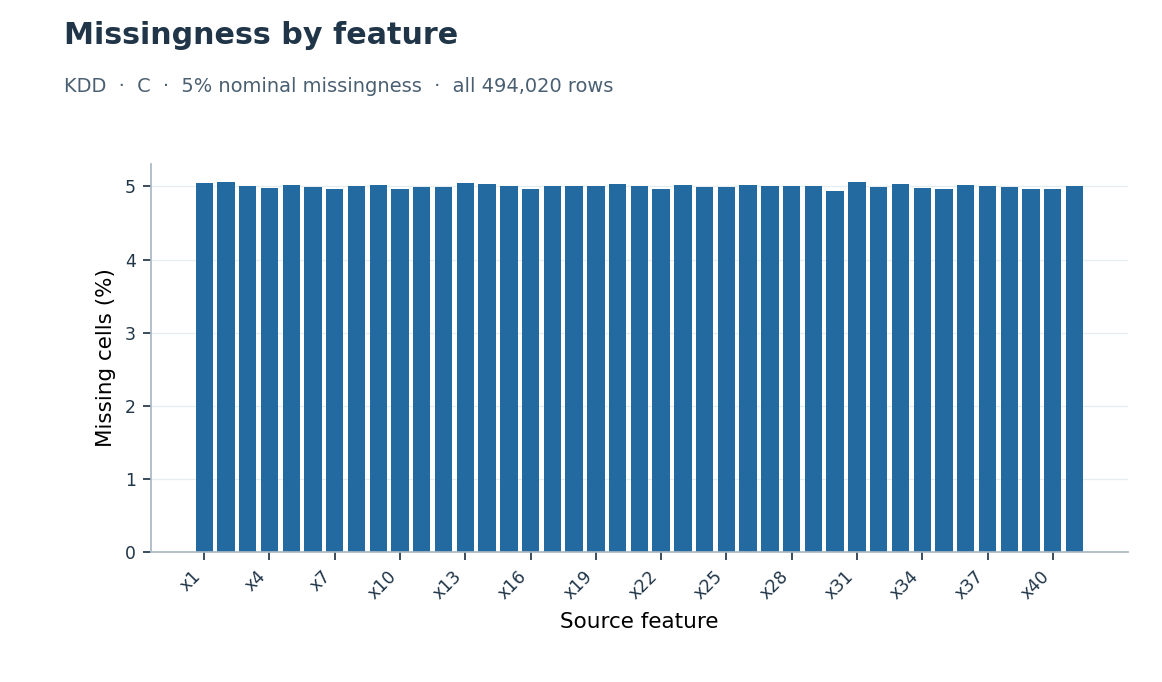 Missingness by feature
KDD · C · 5% nominal missingness · all 494,020 rows
5
4
3
2
1
0
Missing cells (%)
x1 x4 x7 x10 x13 x16 x19 x22 x25 x28 x31 x34 x37 x40
Source feature